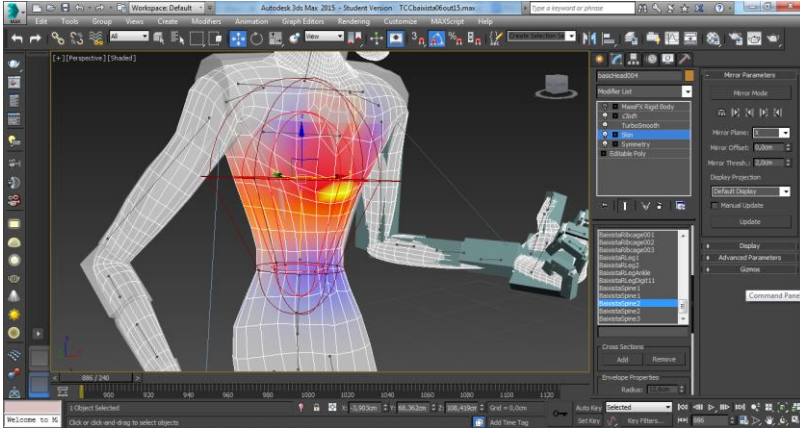 Workspace: Default
Autodesk 3ds Max 2015 - Student Version TCCbaixista06out15.max
Type a keyword or phrase
MAX
Edit Tools Group Views Create Modifiers Animation Graph Editors Rendering Customize MAXScript Help
All
View
Create Selection Se
[+] [Perspective] [Shaded]
basicHead004
Modifier List
MassFX Rigid Body
Cloth
TurboSmooth
Skin
Symmetry
Editable Poly
Mirror Parameters
Mirror Mode
Mirror Plane: X
Mirror Offset: 0,0cm
Mirror Thresh.: 2,0cm
Display Projection
Default Display
Manual Update
Update
Display
Advanced Parameters
Gizmos
Command Pane
BaixistaRibcage001
BaixistaRibcage002
BaixistaRibcage003
BaixistaRLeg1
BaixistaRLeg2
BaixistaRLegAnkle
BaixistaRLegDigit11
BaixistaSpine1
BaixistaSpine1
BaixistaSpine2
BaixistaSpine2
BaixistaSpine3
Cross Sections
Add Remove
Envelope Properties
Radius:
886 / 240
900 920 940 960 980 1000 1020 1040 1060 1080 1100 1120
1 Object Selected
X: -3,903cm Y: 68,362cm Z: 108,419cm Grid = 0,0cm
Auto Key Selected
Welcome to M
Click or click-and-drag to select objects
Add Time Tag
Set Key Key Filters... 886